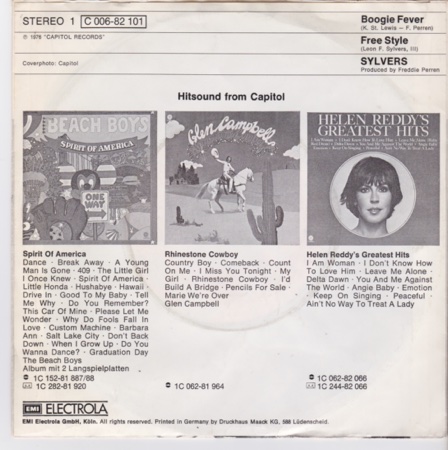 STEREO 1 C 006-82 101
Boogie Fever
(K. St. Lewis – F. Perren)
℗ 1976 "CAPITOL RECORDS"
Free Style
(Leon F. Sylvers, III)
Coverphoto: Capitol
SYLVERS
Produced by Freddie Perren
Hitsound from Capitol
BEACH BOYS
SPIRIT OF AMERICA
ONE WAY
Glen Campbell
HELEN REDDY'S
GREATEST HITS
Spirit Of America
Dance · Break Away · A Young
Man Is Gone · 409 · The Little Girl
I Once Knew · Spirit Of America ·
Little Honda · Hushabye · Hawaii ·
Drive In · Good To My Baby · Tell
Me Why · Do You Remember?
This Car Of Mine · Please Let Me
Wonder · Why Do Fools Fall In
Love · Custom Machine · Barbara
Ann · Salt Lake City · Don't Back
Down · When I Grow Up · Do You
Wanna Dance? · Graduation Day
The Beach Boys
Album mit 2 Langspielplatten
1C 152-81 887/88
1C 282-81 920
Rhinestone Cowboy
Country Boy · Comeback · Count
On Me · I Miss You Tonight · My
Girl · Rhinestone Cowboy · I'd
Build A Bridge · Pencils For Sale ·
Marie We're Over
Glen Campbell
1C 062-81 964
Helen Reddy's Greatest Hits
I Am Woman · I Don't Know How
To Love Him · Leave Me Alone ·
Delta Dawn · You And Me Against
The World · Angie Baby · Emotion
· Keep On Singing · Peaceful ·
Ain't No Way To Treat A Lady
1C 062-82 066
1C 244-82 066
EMI ELECTROLA
EMI Electrola GmbH, Köln. All rights reserved. Printed in Germany by Druckhaus Maack KG, 588 Lüdenscheid.